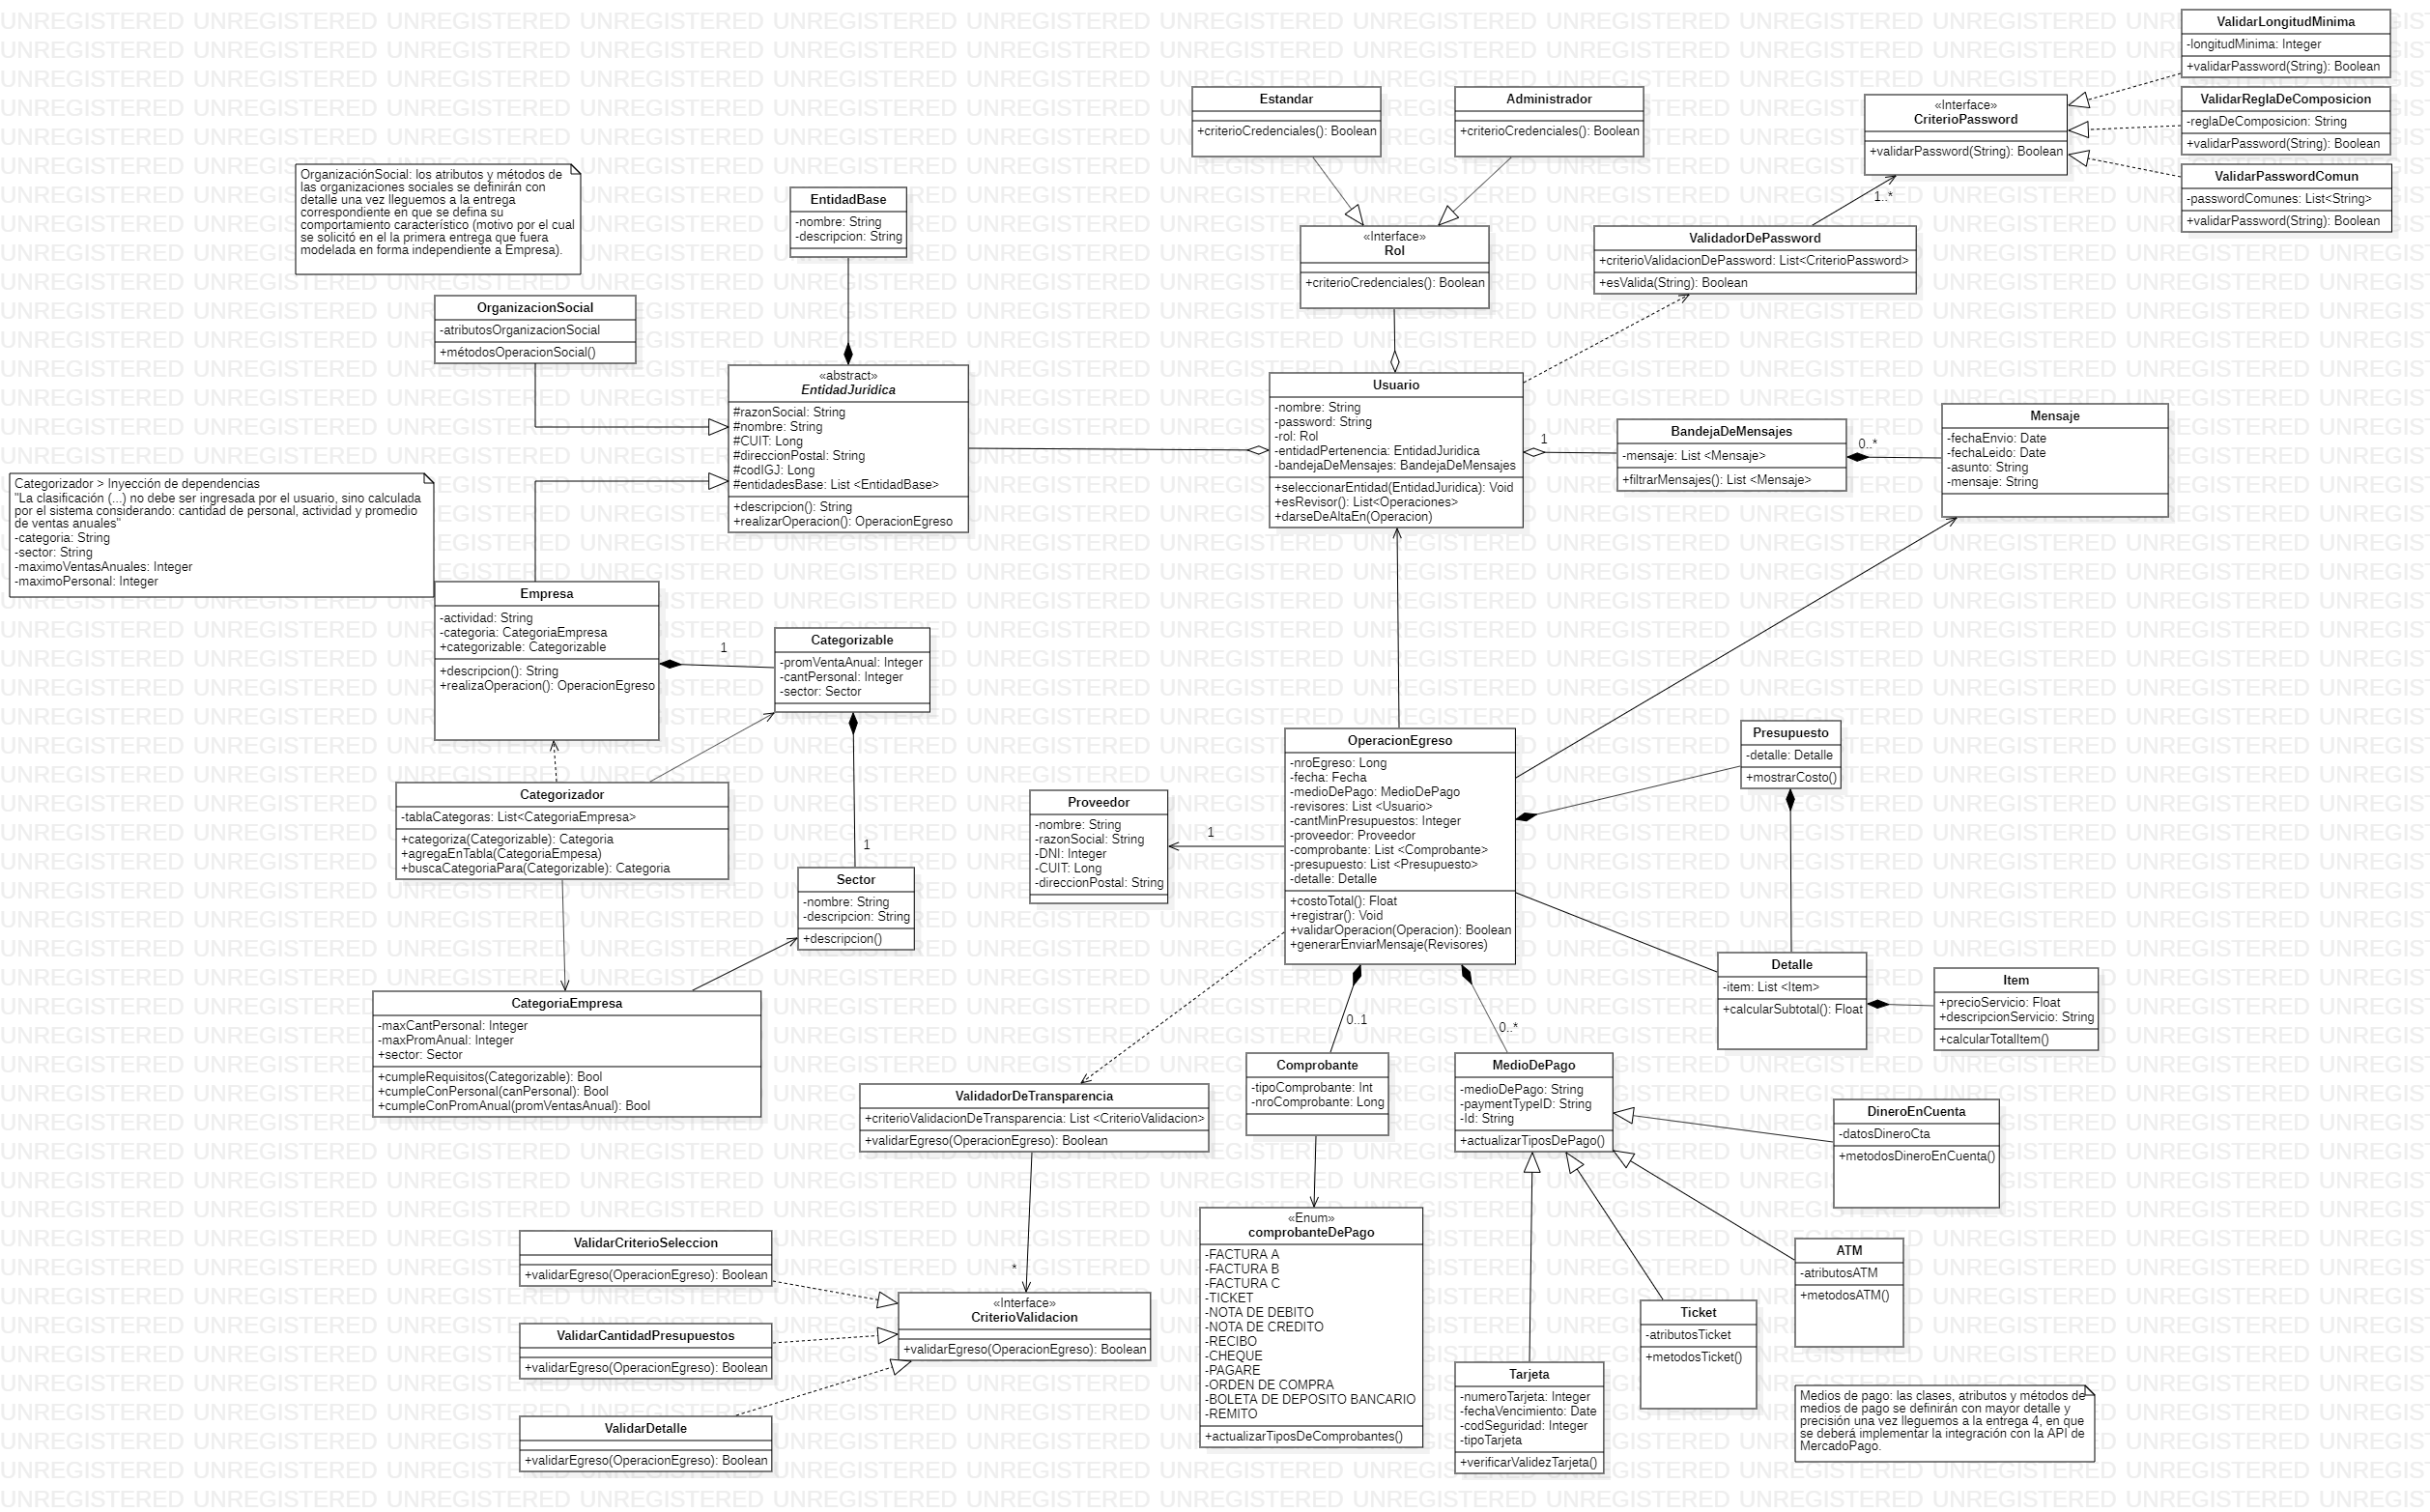 UNREGISTERED
ValidarLongitudMinima
-longitudMinima: Integer
+validarPassword(String): Boolean
ValidarReglaDeComposicion
-reglaDeComposicion: String
+validarPassword(String): Boolean
ValidarPasswordComun
-passwordComunes: List<String>
+validarPassword(String): Boolean
«Interface»
CriterioPassword
+validarPassword(String): Boolean
1..*
Estandar
+criterioCredenciales(): Boolean
Administrador
+criterioCredenciales(): Boolean
«Interface»
Rol
+criterioCredenciales(): Boolean
ValidadorDePassword
+criterioValidacionDePassword: List<CriterioPassword>
+esValida(String): Boolean
OrganizaciónSocial: los atributos y métodos de
las organizaciones sociales se definirán con
detalle una vez lleguemos a la entrega
correspondiente en que se defina su
comportamiento característico (motivo por el cual
se solicitó en el la primera entrega que fuera
modelada en forma independiente a Empresa).
EntidadBase
-nombre: String
-descripcion: String
OrganizacionSocial
-atributosOrganizacionSocial
+métodosOperacionSocial()
«abstract»
EntidadJuridica
#razonSocial: String
#nombre: String
#CUIT: Long
#direccionPostal: String
#codIGJ: Long
#entidadesBase: List <EntidadBase>
+descripcion(): String
+realizarOperacion(): OperacionEgreso
Usuario
-nombre: String
-password: String
-rol: Rol
-entidadPertenencia: EntidadJuridica
-bandejaDeMensajes: BandejaDeMensajes
+seleccionarEntidad(EntidadJuridica): Void
+esRevisor(): List<Operaciones>
+darseDeAltaEn(Operacion)
1
BandejaDeMensajes
-mensaje: List <Mensaje>
+filtrarMensajes(): List <Mensaje>
0..*
Mensaje
-fechaEnvio: Date
-fechaLeido: Date
-asunto: String
-mensaje: String
Categorizador > Inyección de dependencias
"La clasificación (...) no debe ser ingresada por el usuario, sino calculada
por el sistema considerando: cantidad de personal, actividad y promedio
de ventas anuales"
-categoria: String
-sector: String
-maximoVentasAnuales: Integer
-maximoPersonal: Integer
Empresa
-actividad: String
-categoria: CategoriaEmpresa
+categorizable: Categorizable
+descripcion(): String
+realizaOperacion(): OperacionEgreso
1
Categorizable
-promVentaAnual: Integer
-cantPersonal: Integer
-sector: Sector
1
Categorizador
-tablaCategoras: List<CategoriaEmpresa>
+categoriza(Categorizable): Categoria
+agregaEnTabla(CategoriaEmpesa)
+buscaCategoriaPara(Categorizable): Categoria
Sector
-nombre: String
-descripcion: String
+descripcion()
CategoriaEmpresa
-maxCantPersonal: Integer
-maxPromAnual: Integer
+sector: Sector
+cumpleRequisitos(Categorizable): Bool
+cumpleConPersonal(canPersonal): Bool
+cumpleConPromAnual(promVentasAnual): Bool
Proveedor
-nombre: String
-razonSocial: String
-DNI: Integer
-CUIT: Long
-direccionPostal: String
1
OperacionEgreso
-nroEgreso: Long
-fecha: Fecha
-medioDePago: MedioDePago
-revisores: List <Usuario>
-cantMinPresupuestos: Integer
-proveedor: Proveedor
-comprobante: List <Comprobante>
-presupuesto: List <Presupuesto>
-detalle: Detalle
+costoTotal(): Float
+registrar(): Void
+validarOperacion(Operacion): Boolean
+generarEnviarMensaje(Revisores)
Presupuesto
-detalle: Detalle
+mostrarCosto()
Detalle
-item: List <Item>
+calcularSubtotal(): Float
Item
+precioServicio: Float
+descripcionServicio: String
+calcularTotalItem()
0..1
0..*
Comprobante
-tipoComprobante: Int
-nroComprobante: Long
MedioDePago
-medioDePago: String
-paymentTypeID: String
-Id: String
+actualizarTiposDePago()
ValidadorDeTransparencia
+criterioValidacionDeTransparencia: List <CriterioValidacion>
+validarEgreso(OperacionEgreso): Boolean
*
DineroEnCuenta
-datosDineroCta
+metodosDineroEnCuenta()
ATM
-atributosATM
+metodosATM()
Ticket
-atributosTicket
+metodosTicket()
Tarjeta
-numeroTarjeta: Integer
-fechaVencimiento: Date
-codSeguridad: Integer
-tipoTarjeta
+verificarValidezTarjeta()
«Enum»
comprobanteDePago
-FACTURA A
-FACTURA B
-FACTURA C
-TICKET
-NOTA DE DEBITO
-NOTA DE CREDITO
-RECIBO
-CHEQUE
-PAGARE
-ORDEN DE COMPRA
-BOLETA DE DEPOSITO BANCARIO
-REMITO
+actualizarTiposDeComprobantes()
ValidarCriterioSeleccion
+validarEgreso(OperacionEgreso): Boolean
ValidarCantidadPresupuestos
+validarEgreso(OperacionEgreso): Boolean
ValidarDetalle
+validarEgreso(OperacionEgreso): Boolean
«Interface»
CriterioValidacion
+validarEgreso(OperacionEgreso): Boolean
Medios de pago: las clases, atributos y métodos de
medios de pago se definirán con mayor detalle y
precisión una vez lleguemos a la entrega 4, en que
se deberá implementar la integración con la API de
MercadoPago.